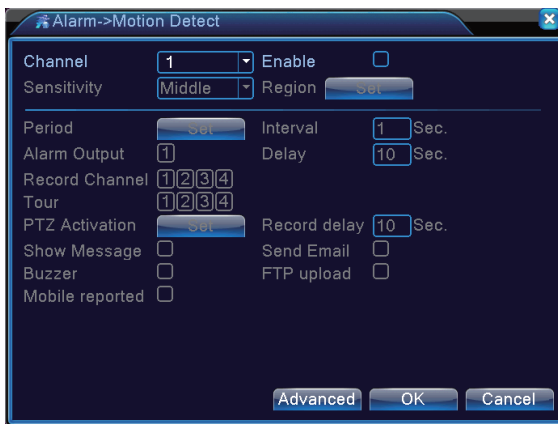 Alarm->Motion Detect
Channel 1 Enable
Sensitivity Middle Region Set
Period Set Interval 1 Sec.
Alarm Output 1 Delay 10 Sec.
Record Channel 1 2 3 4
Tour 1 2 3 4
PTZ Activation Set Record delay 10 Sec.
Show Message Send Email
Buzzer FTP upload
Mobile reported
Advanced OK Cancel